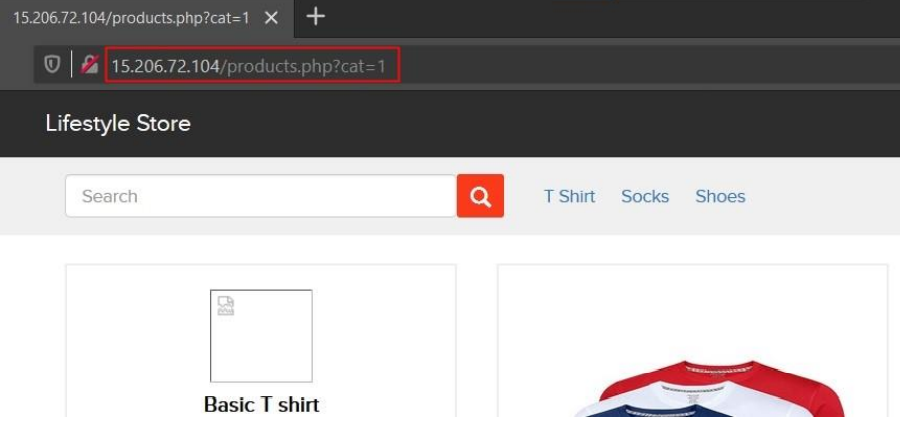 15.206.72.104/products.php?cat=1
15.206.72.104/products.php?cat=1
Lifestyle Store
Search T Shirt Socks Shoes
Basic T shirt